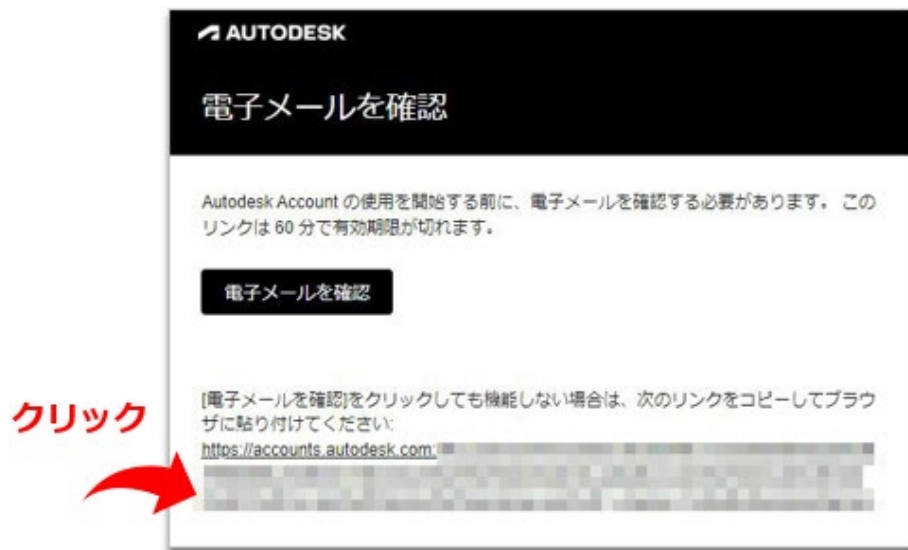 AUTODESK
電子メールを確認
Autodesk Account の使用を開始する前に、電子メールを確認する必要があります。 この
リンクは 60 分で有効期限が切れます。
電子メールを確認
[電子メールを確認]をクリックしても機能しない場合は、次のリンクをコピーしてブラウ
ザに貼り付けてください:
https://accounts.autodesk.com:
クリック